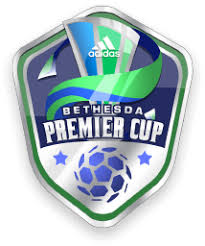 adidas
BETHESDA
PREMIER CUP